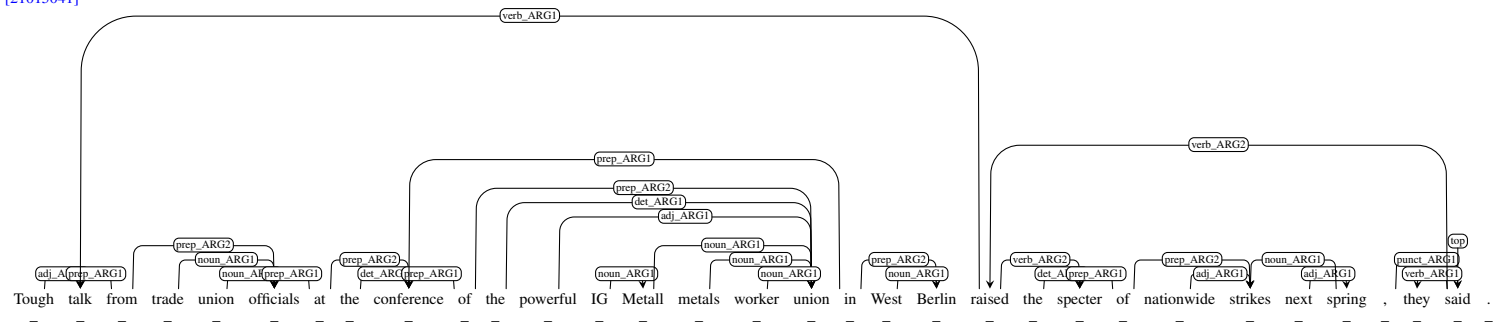 [21015041]
verb_ARG1
verb_ARG2
prep_ARG1
prep_ARG2
det_ARG1
adj_ARG1
top
prep_ARG2 noun_ARG1
noun_ARG1 prep_ARG2 noun_ARG1 prep_ARG2 verb_ARG2 prep_ARG2 noun_ARG1 punct_ARG1
prep_ARG1 prep_ARG1 prep_ARG1 noun_ARG1 noun_ARG1 noun_ARG1 prep_ARG1 adj_ARG1 adj_ARG1 verb_ARG1
Tough talk from trade union officials at the conference of the powerful IG Metall metals worker union in West Berlin raised the specter of nationwide strikes next spring , they said .